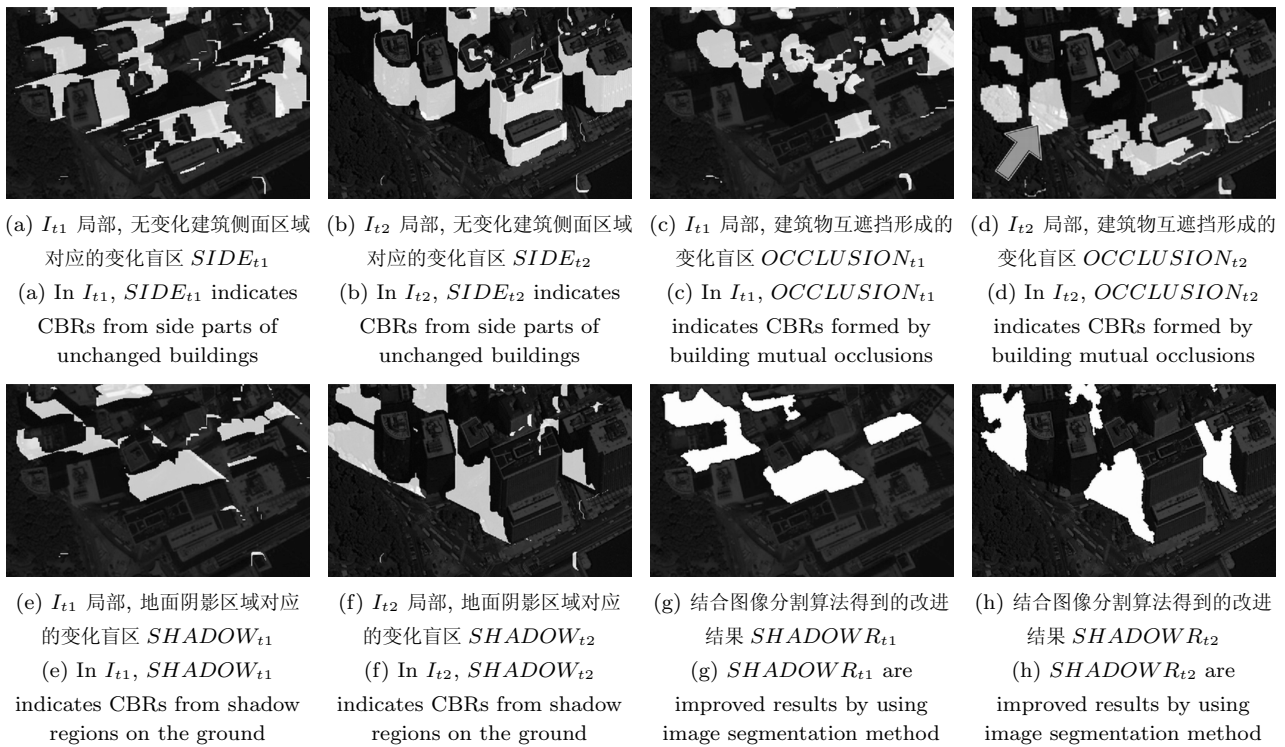 (a) I_{t1} 局部, 无变化建筑侧面区域
对应的变化盲区 SIDE_{t1}
(a) In I_{t1}, SIDE_{t1} indicates
CBRs from side parts of
unchanged buildings
(b) I_{t2} 局部, 无变化建筑侧面区域
对应的变化盲区 SIDE_{t2}
(b) In I_{t2}, SIDE_{t2} indicates
CBRs from side parts of
unchanged buildings
(c) I_{t1} 局部, 建筑物互遮挡形成的
变化盲区 OCCLUSION_{t1}
(c) In I_{t1}, OCCLUSION_{t1}
indicates CBRs formed by
building mutual occlusions
(d) I_{t2} 局部, 建筑物互遮挡形成的
变化盲区 OCCLUSION_{t2}
(d) In I_{t2}, OCCLUSION_{t2}
indicates CBRs formed by
building mutual occlusions
(e) I_{t1} 局部, 地面阴影区域对应
的变化盲区 SHADOW_{t1}
(e) In I_{t1}, SHADOW_{t1}
indicates CBRs from shadow
regions on the ground
(f) I_{t2} 局部, 地面阴影区域对应
的变化盲区 SHADOW_{t2}
(f) In I_{t2}, SHADOW_{t2}
indicates CBRs from shadow
regions on the ground
(g) 结合图像分割算法得到的改进
结果 SHADOWR_{t1}
(g) SHADOWR_{t1} are
improved results by using
image segmentation method
(h) 结合图像分割算法得到的改进
结果 SHADOWR_{t2}
(h) SHADOWR_{t2} are
improved results by using
image segmentation method